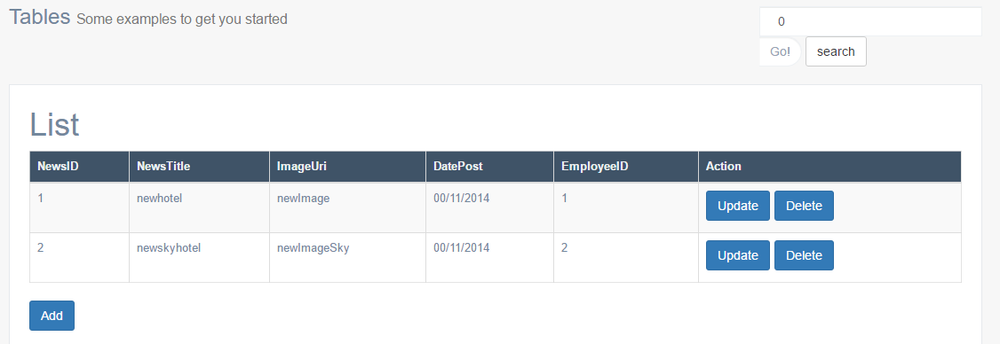 Tables Some examples to get you started
0
Go! search
List
NewsID NewsTitle ImageUri DatePost EmployeeID Action
1 newhotel newImage 00/11/2014 1 Update Delete
2 newskyhotel newImageSky 00/11/2014 2 Update Delete
Add